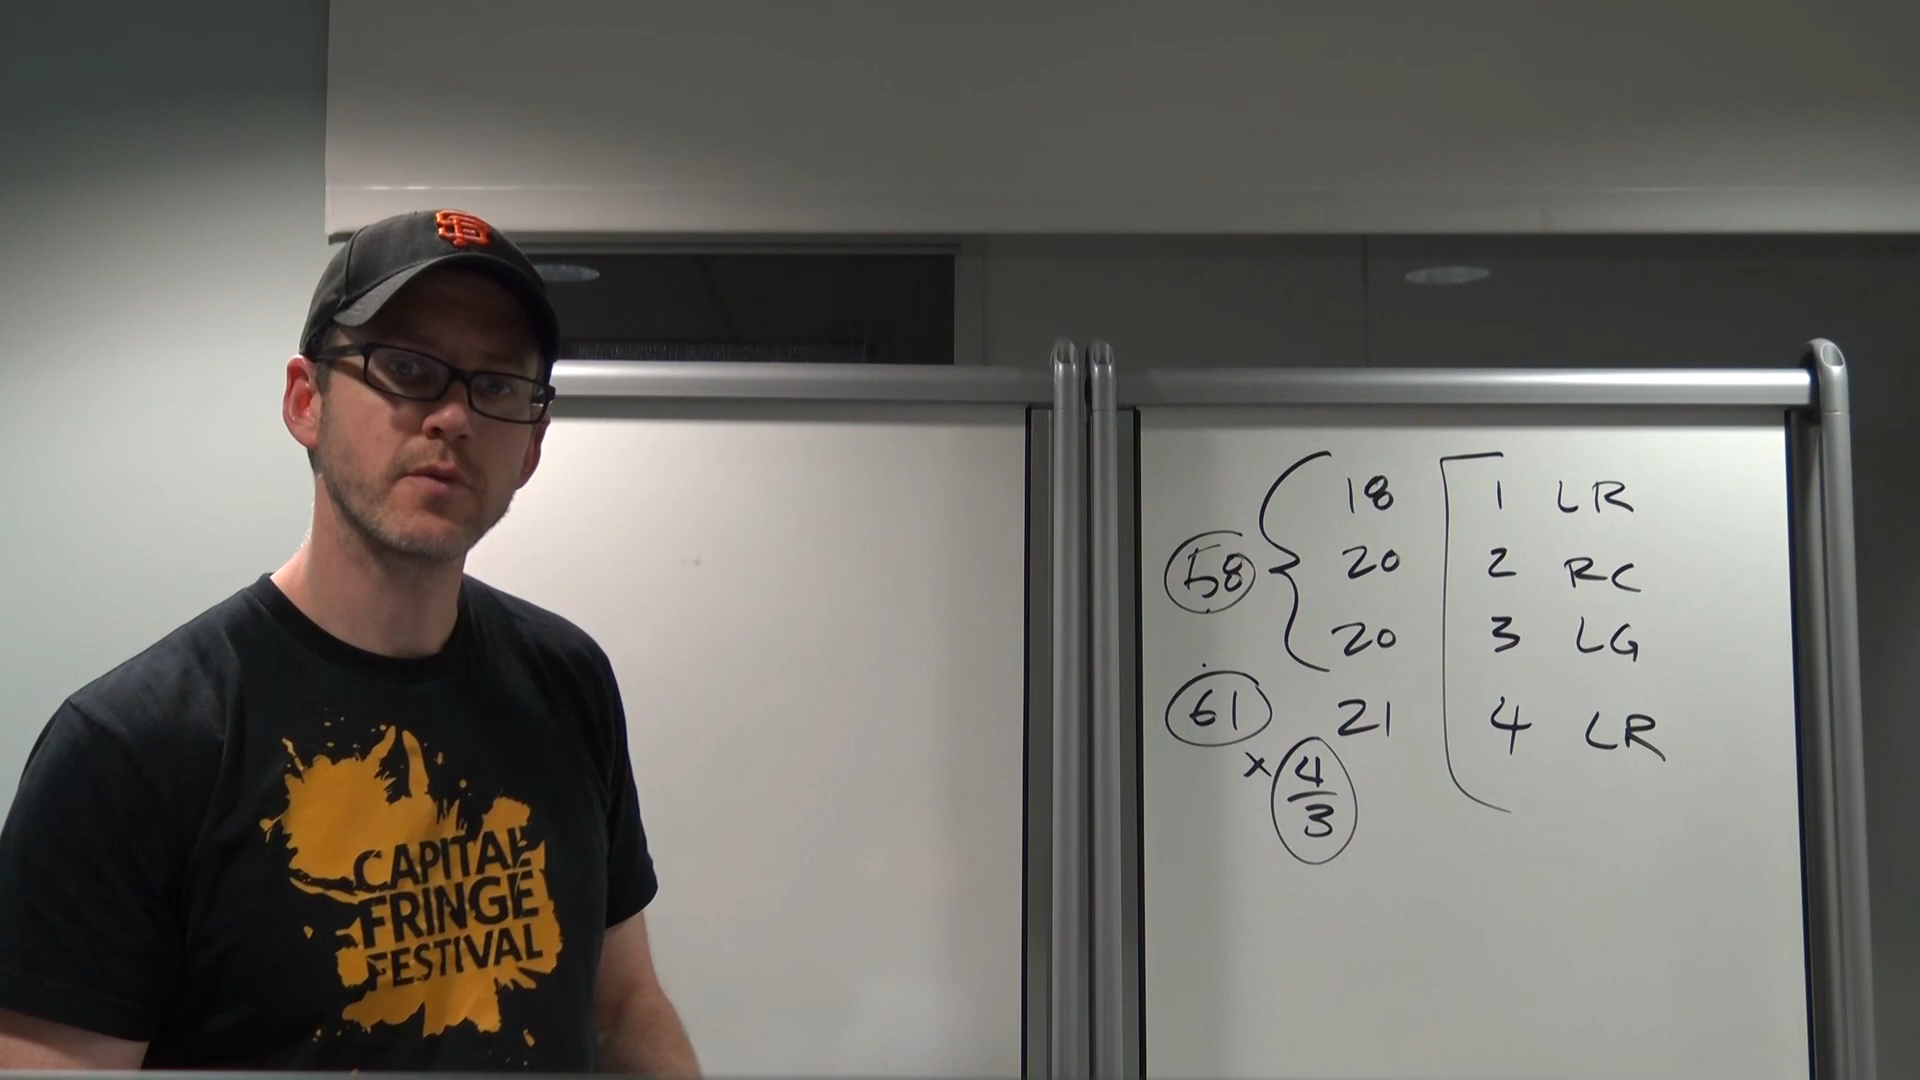 SF
CAPITAL
FRINGE
FESTIVAL
18 1 LR
58 20 2 RC
20 3 LG
61 21 4 LR
x 4/3